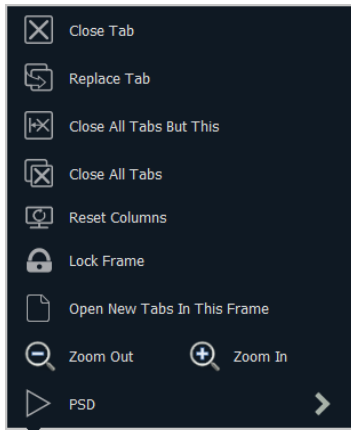 Close Tab
Replace Tab
Close All Tabs But This
Close All Tabs
Reset Columns
Lock Frame
Open New Tabs In This Frame
Zoom Out Zoom In
PSD